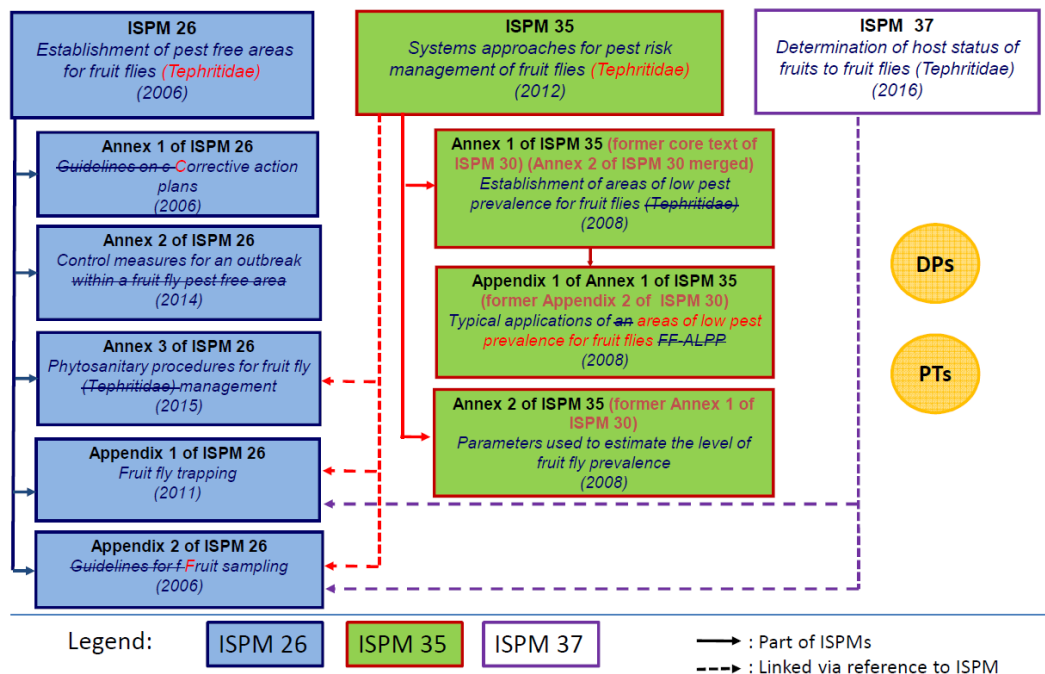 ISPM 26
Establishment of pest free areas
for fruit flies (Tephritidae)
(2006)
Annex 1 of ISPM 26
Guidelines on c Corrective action
plans
(2006)
Annex 2 of ISPM 26
Control measures for an outbreak
within a fruit fly pest free area
(2014)
Annex 3 of ISPM 26
Phytosanitary procedures for fruit fly
(Tephritidae) management
(2015)
Appendix 1 of ISPM 26
Fruit fly trapping
(2011)
Appendix 2 of ISPM 26
Guidelines for f Fruit sampling
(2006)
ISPM 35
Systems approaches for pest risk
management of fruit flies (Tephritidae)
(2012)
Annex 1 of ISPM 35 (former core text of
ISPM 30) (Annex 2 of ISPM 30 merged)
Establishment of areas of low pest
prevalence for fruit flies (Tephritidae)
(2008)
Appendix 1 of Annex 1 of ISPM 35
(former Appendix 2 of ISPM 30)
Typical applications of an areas of low pest
prevalence for fruit flies FF-ALPP
(2008)
Annex 2 of ISPM 35 (former Annex 1 of
ISPM 30)
Parameters used to estimate the level of
fruit fly prevalence
(2008)
ISPM 37
Determination of host status of
fruits to fruit flies (Tephritidae)
(2016)
DPs
PTs
Legend:
ISPM 26
ISPM 35
ISPM 37
: Part of ISPMs
: Linked via reference to ISPM